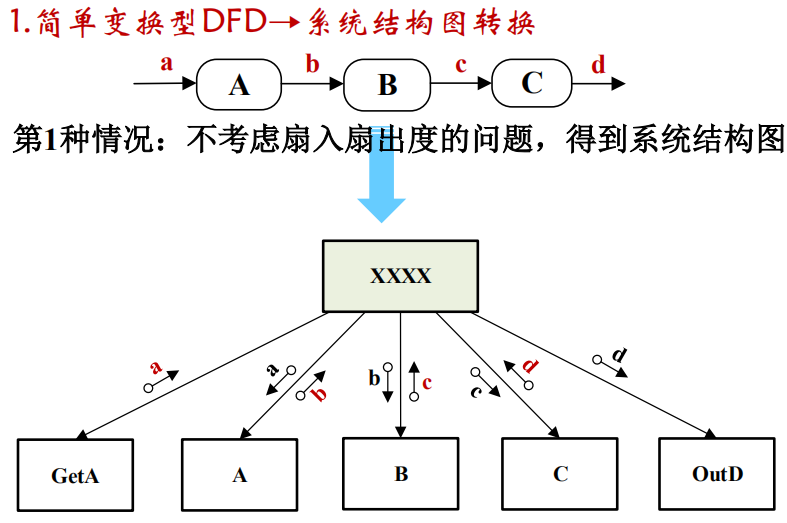 1.简单变换型DFD→系统结构图转换
a b c d
A B C
第1种情况：不考虑扇入扇出度的问题，得到系统结构图
XXXX
a a b b c c d d
GetA A B C OutD